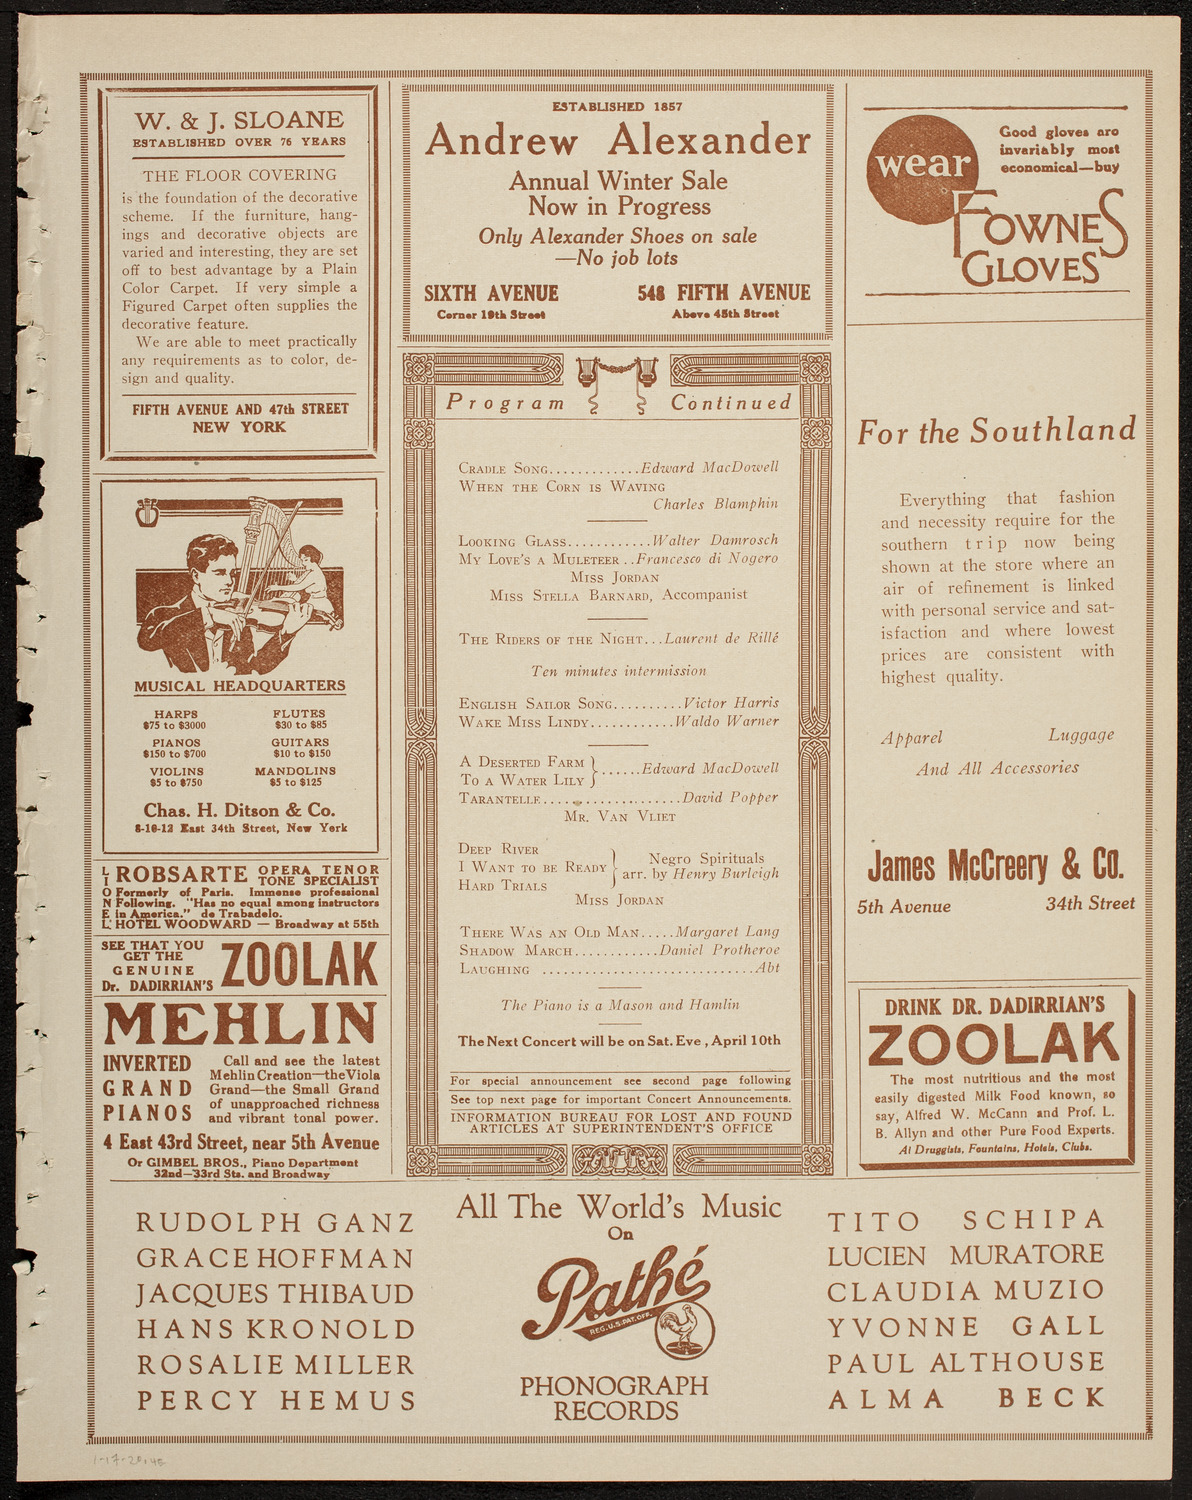 W. & J. SLOANE
ESTABLISHED OVER 76 YEARS
THE FLOOR COVERING
is the foundation of the decorative
scheme. If the furniture, hang-
ings and decorative objects are
varied and interesting, they are set
off to best advantage by a Plain
Color Carpet. If very simple a
Figured Carpet often supplies the
decorative feature.
We are able to meet practically
any requirements as to color, de-
sign and quality.
FIFTH AVENUE AND 47th STREET
NEW YORK
MUSICAL HEADQUARTERS
HARPS
$75 to $3000
FLUTES
$30 to $85
PIANOS
$150 to $700
GUITARS
$10 to $150
VIOLINS
$5 to $750
MANDOLINS
$5 to $125
Chas. H. Ditson & Co.
8-10-12 East 34th Street, New York
LIONEL ROBSARTE OPERA TENOR
TONE SPECIALIST
Formerly of Paris. Immense professional
Following. "Has no equal among instructors
in America." de Trabadelo.
HOTEL WOODWARD — Broadway at 55th
SEE THAT YOU
GET THE
GENUINE
Dr. DADIRRIAN'S
ZOOLAK
MEHLIN
INVERTED
GRAND
PIANOS
Call and see the latest
Mehlin Creation—the Viola
Grand—the Small Grand
of unapproached richness
and vibrant tonal power.
4 East 43rd Street, near 5th Avenue
Or GIMBEL BROS., Piano Department
32nd—33rd Sts. and Broadway
ESTABLISHED 1857
Andrew Alexander
Annual Winter Sale
Now in Progress
Only Alexander Shoes on sale
—No job lots
SIXTH AVENUE
Corner 19th Street
548 FIFTH AVENUE
Above 45th Street
Program Continued
CRADLE SONG.............Edward MacDowell
WHEN THE CORN IS WAVING
Charles Blamphin
LOOKING GLASS............Walter Damrosch
MY LOVE'S A MULETEER..Francesco di Nogero
MISS JORDAN
MISS STELLA BARNARD, Accompanist
THE RIDERS OF THE NIGHT...Laurent de Rillé
Ten minutes intermission
ENGLISH SAILOR SONG..........Victor Harris
WAKE MISS LINDY............Waldo Warner
A DESERTED FARM
TO A WATER LILY } ......Edward MacDowell
TARANTELLE....................David Popper
MR. VAN VLIET
DEEP RIVER
I WANT TO BE READY
HARD TRIALS
} Negro Spirituals
arr. by Henry Burleigh
MISS JORDAN
THERE WAS AN OLD MAN.....Margaret Lang
SHADOW MARCH............Daniel Protheroe
LAUGHING ..............................Abt
The Piano is a Mason and Hamlin
The Next Concert will be on Sat. Eve, April 10th
For special announcement see second page following
See top next page for important Concert Announcements.
INFORMATION BUREAU FOR LOST AND FOUND
ARTICLES AT SUPERINTENDENT'S OFFICE
wear
Good gloves are
invariably most
economical—buy
FOWNES
GLOVES
For the Southland
Everything that fashion
and necessity require for the
southern trip now being
shown at the store where an
air of refinement is linked
with personal service and sat-
isfaction and where lowest
prices are consistent with
highest quality.
Apparel Luggage
And All Accessories
James McCreery & Co.
5th Avenue 34th Street
DRINK DR. DADIRRIAN'S
ZOOLAK
The most nutritious and the most
easily digested Milk Food known, so
say, Alfred W. McCann and Prof. L.
B. Allyn and other Pure Food Experts.
At Druggists, Fountains, Hotels, Clubs.
RUDOLPH GANZ
GRACE HOFFMAN
JACQUES THIBAUD
HANS KRONOLD
ROSALIE MILLER
PERCY HEMUS
All The World's Music
On
Pathé
REG. U.S. PAT. OFF.
PHONOGRAPH
RECORDS
TITO SCHIPA
LUCIEN MURATORE
CLAUDIA MUZIO
YVONNE GALL
PAUL ALTHOUSE
ALMA BECK